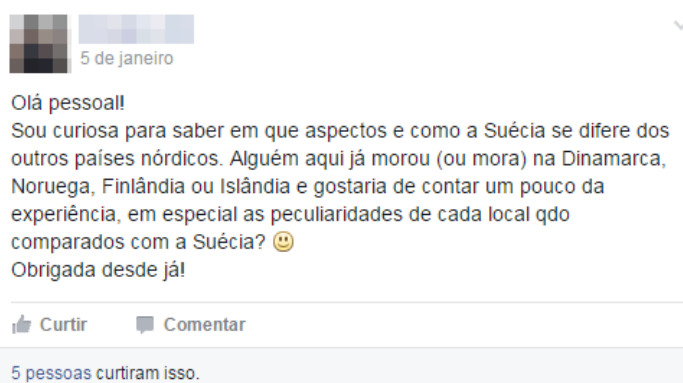 5 de janeiro
Olá pessoal!
Sou curiosa para saber em que aspectos e como a Suécia se difere dos
outros países nórdicos. Alguém aqui já morou (ou mora) na Dinamarca,
Noruega, Finlândia ou Islândia e gostaria de contar um pouco da
experiência, em especial as peculiaridades de cada local qdo
comparados com a Suécia? 🙂
Obrigada desde já!
Curtir Comentar
5 pessoas curtiram isso.